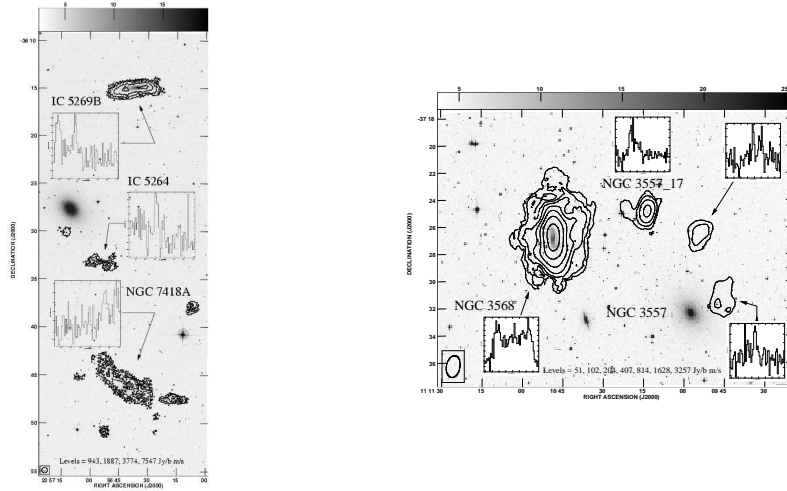 5 10 15
-37 10
15
20
25
30
35
40
45
50
55
DECLINATION (J2000)
IC 5269B
IC 5264
NGC 7418A
Levels = 943, 1887, 3774, 7547 Jy/b m/s
22 57 15 00 56 45 30 15 00
RIGHT ASCENSION (J2000)
5 10 15 20 25
-37 18
20
22
24
26
28
30
32
34
36
DECLINATION (J2000)
NGC 3557_17
NGC 3568
NGC 3557
Levels = 51, 102, 203, 407, 814, 1628, 3257 Jy/b m/s
11 11 30 15 00 10 45 30 15 00 09 45 30
RIGHT ASCENSION (J2000)